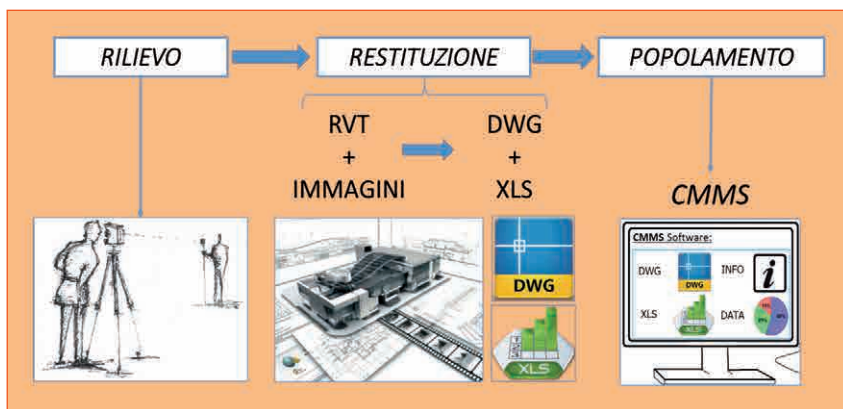 RILIEVO
RESTITUZIONE
POPOLAMENTO
RVT
+
IMMAGINI
DWG
+
XLS
CMMS
DWG
XLS
CMMS Software:
DWG
DWG
INFO
i
XLS
XLS
DATA